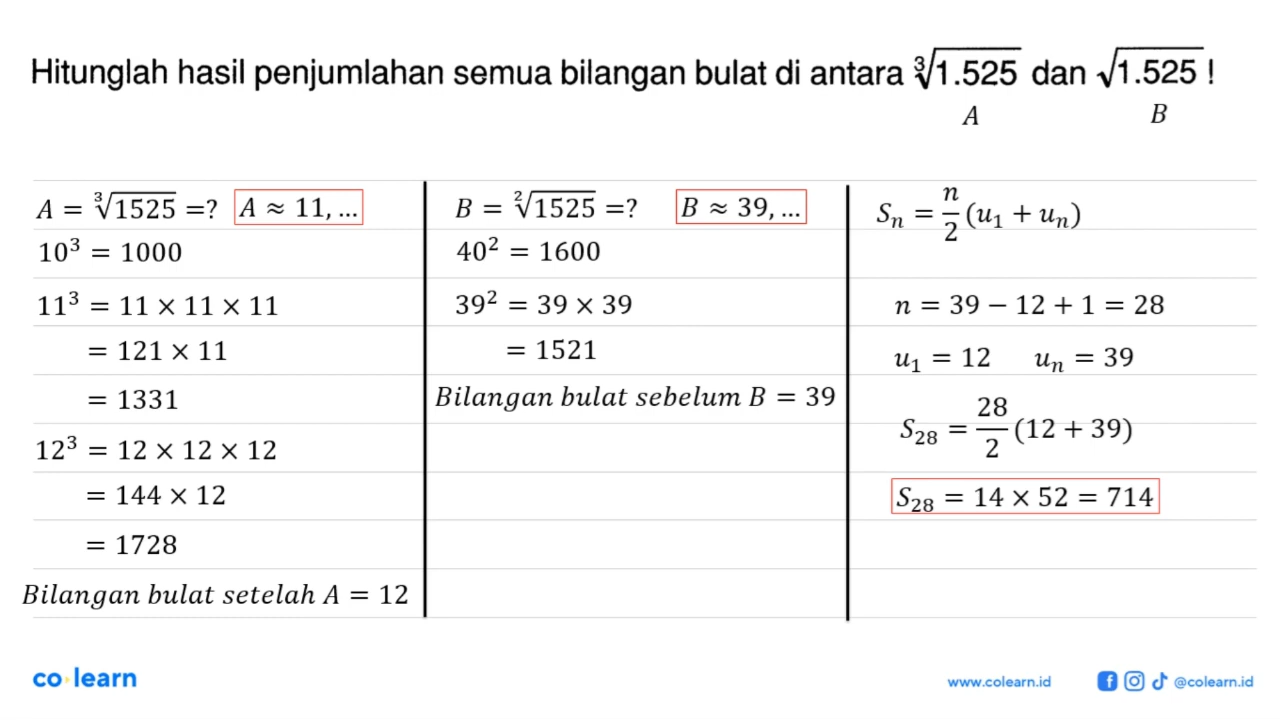 Hitunglah hasil penjumlahan semua bilangan bulat di antara ∛1.525 dan √1.525 !
A
B
A = ∛1525 =? A ≈ 11, ...
10³ = 1000
11³ = 11 × 11 × 11
= 121 × 11
= 1331
12³ = 12 × 12 × 12
= 144 × 12
= 1728
Bilangan bulat setelah A = 12
B = ²√1525 =? B ≈ 39, ...
40² = 1600
39² = 39 × 39
= 1521
Bilangan bulat sebelum B = 39
Sₙ = n/2 (u₁ + uₙ)
n = 39 − 12 + 1 = 28
u₁ = 12 uₙ = 39
S₂₈ = 28/2 (12 + 39)
S₂₈ = 14 × 52 = 714
co learn
www.colearn.id
@colearn.id